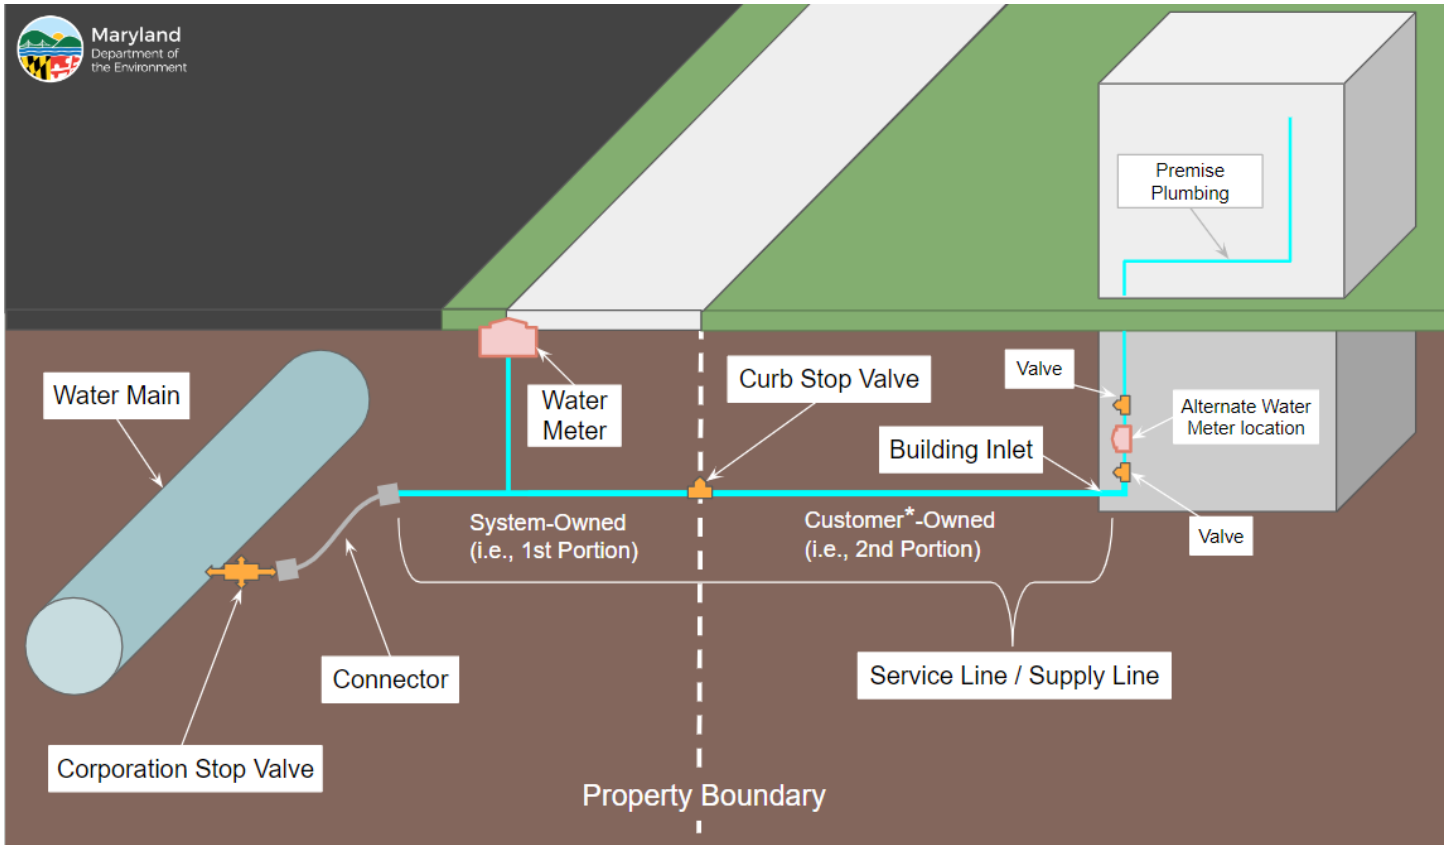 Maryland
Department of
the Environment
Premise
Plumbing
Water Main
Water
Meter
Curb Stop Valve
Valve
Alternate Water
Meter location
Building Inlet
System-Owned
(i.e., 1st Portion)
Customer*-Owned
(i.e., 2nd Portion)
Valve
Connector
Service Line / Supply Line
Corporation Stop Valve
Property Boundary